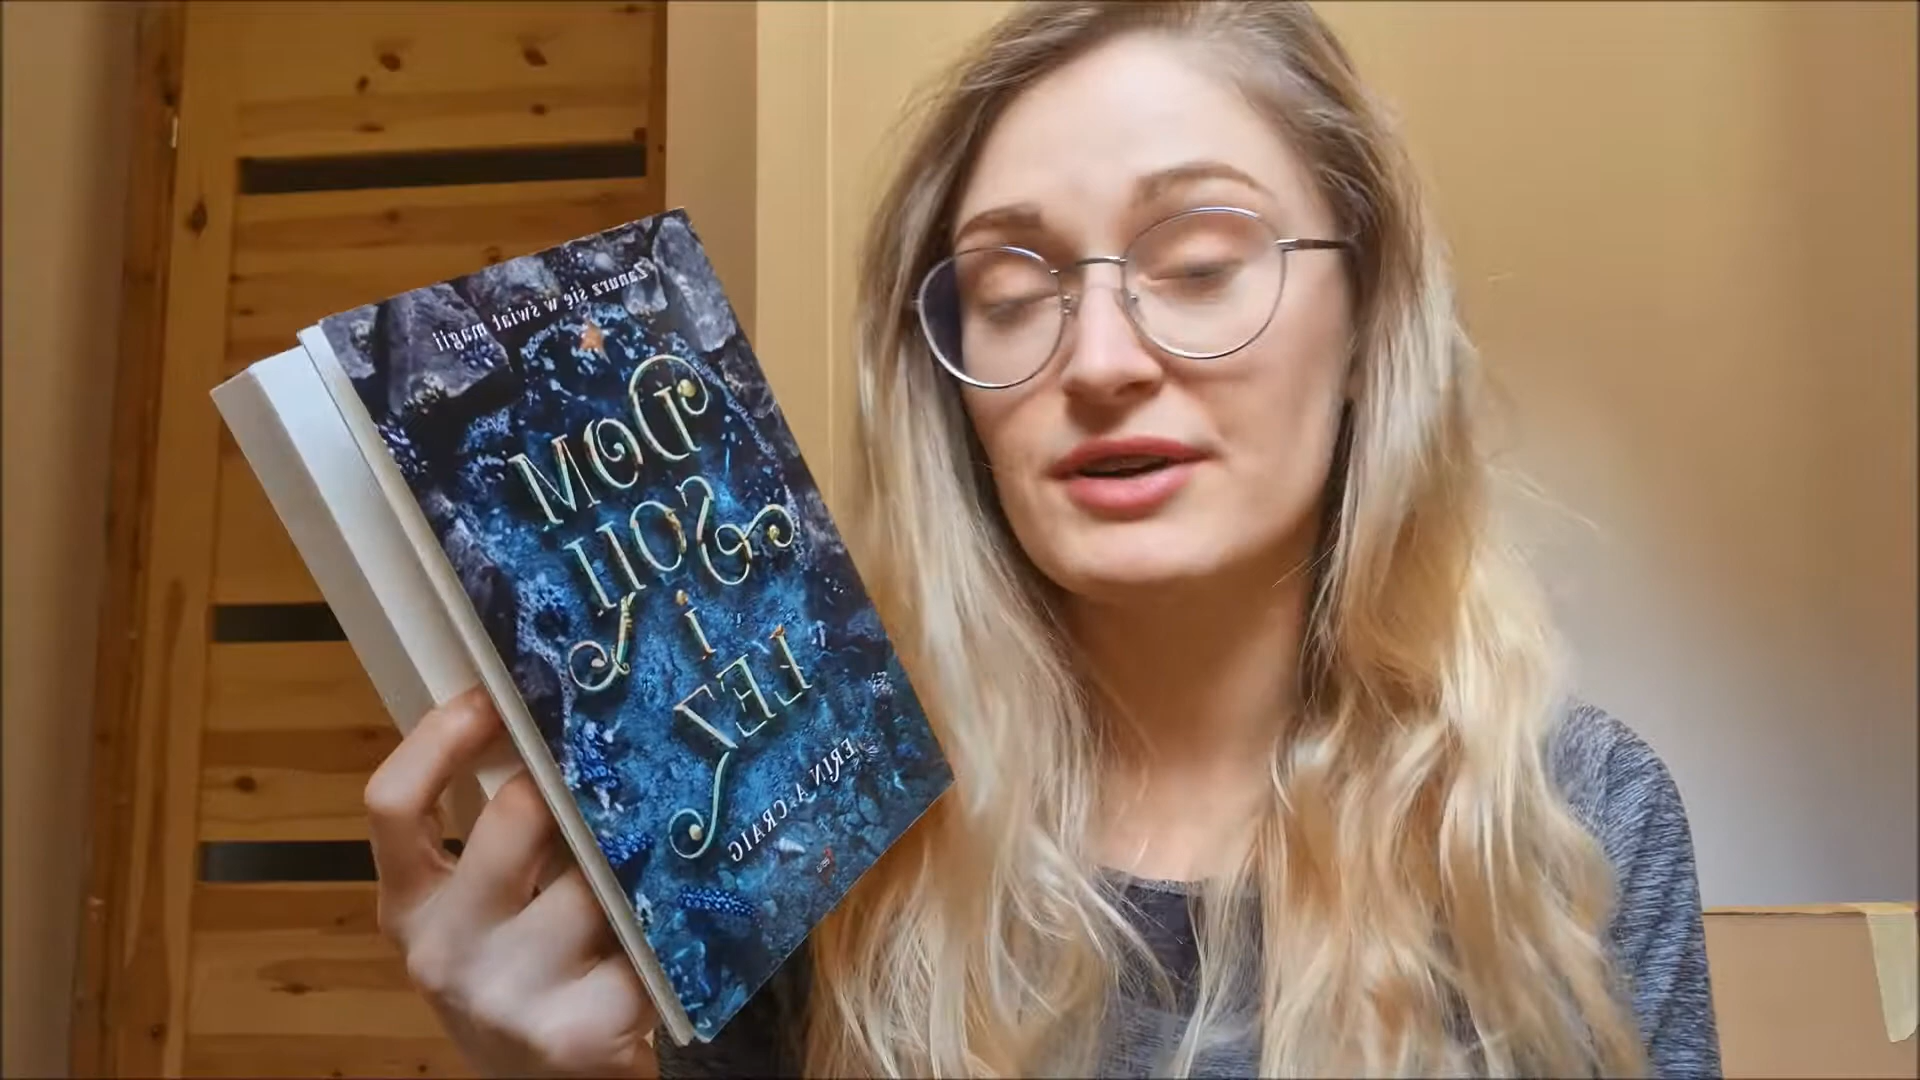 Zanurz się w świat magii
DOM
SOLI
I
ŁEZ
ERIN A. CRAIG